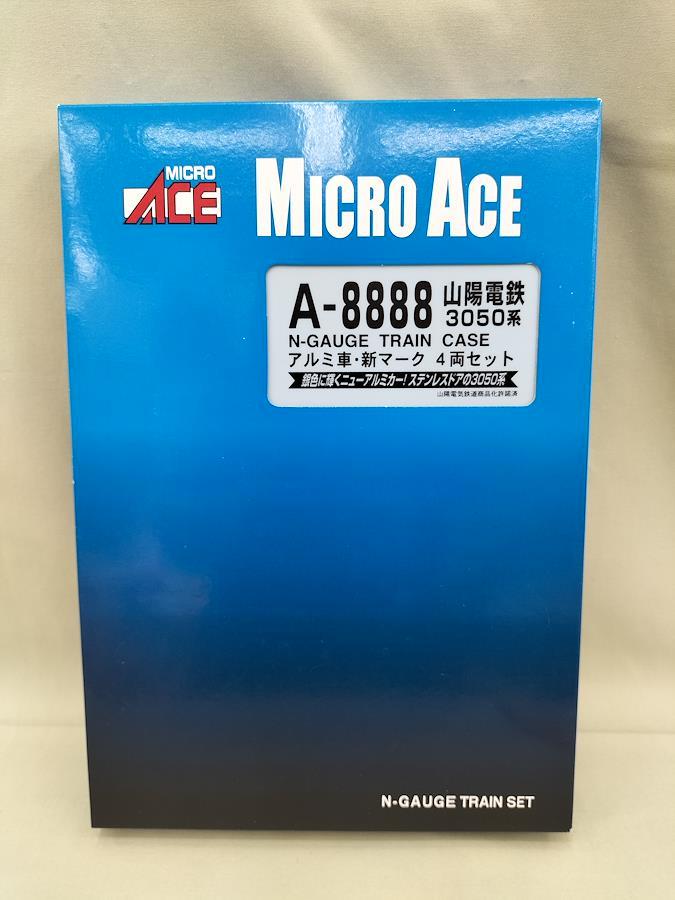 MICRO
ACE
MICRO ACE
A-8888 山陽電鉄
3050系
N-GAUGE TRAIN CASE
アルミ車・新マーク 4両セット
銀色に輝くニューアルミカー! ステンレスドアの3050系
山陽電気鉄道商品化許諾済
N-GAUGE TRAIN SET